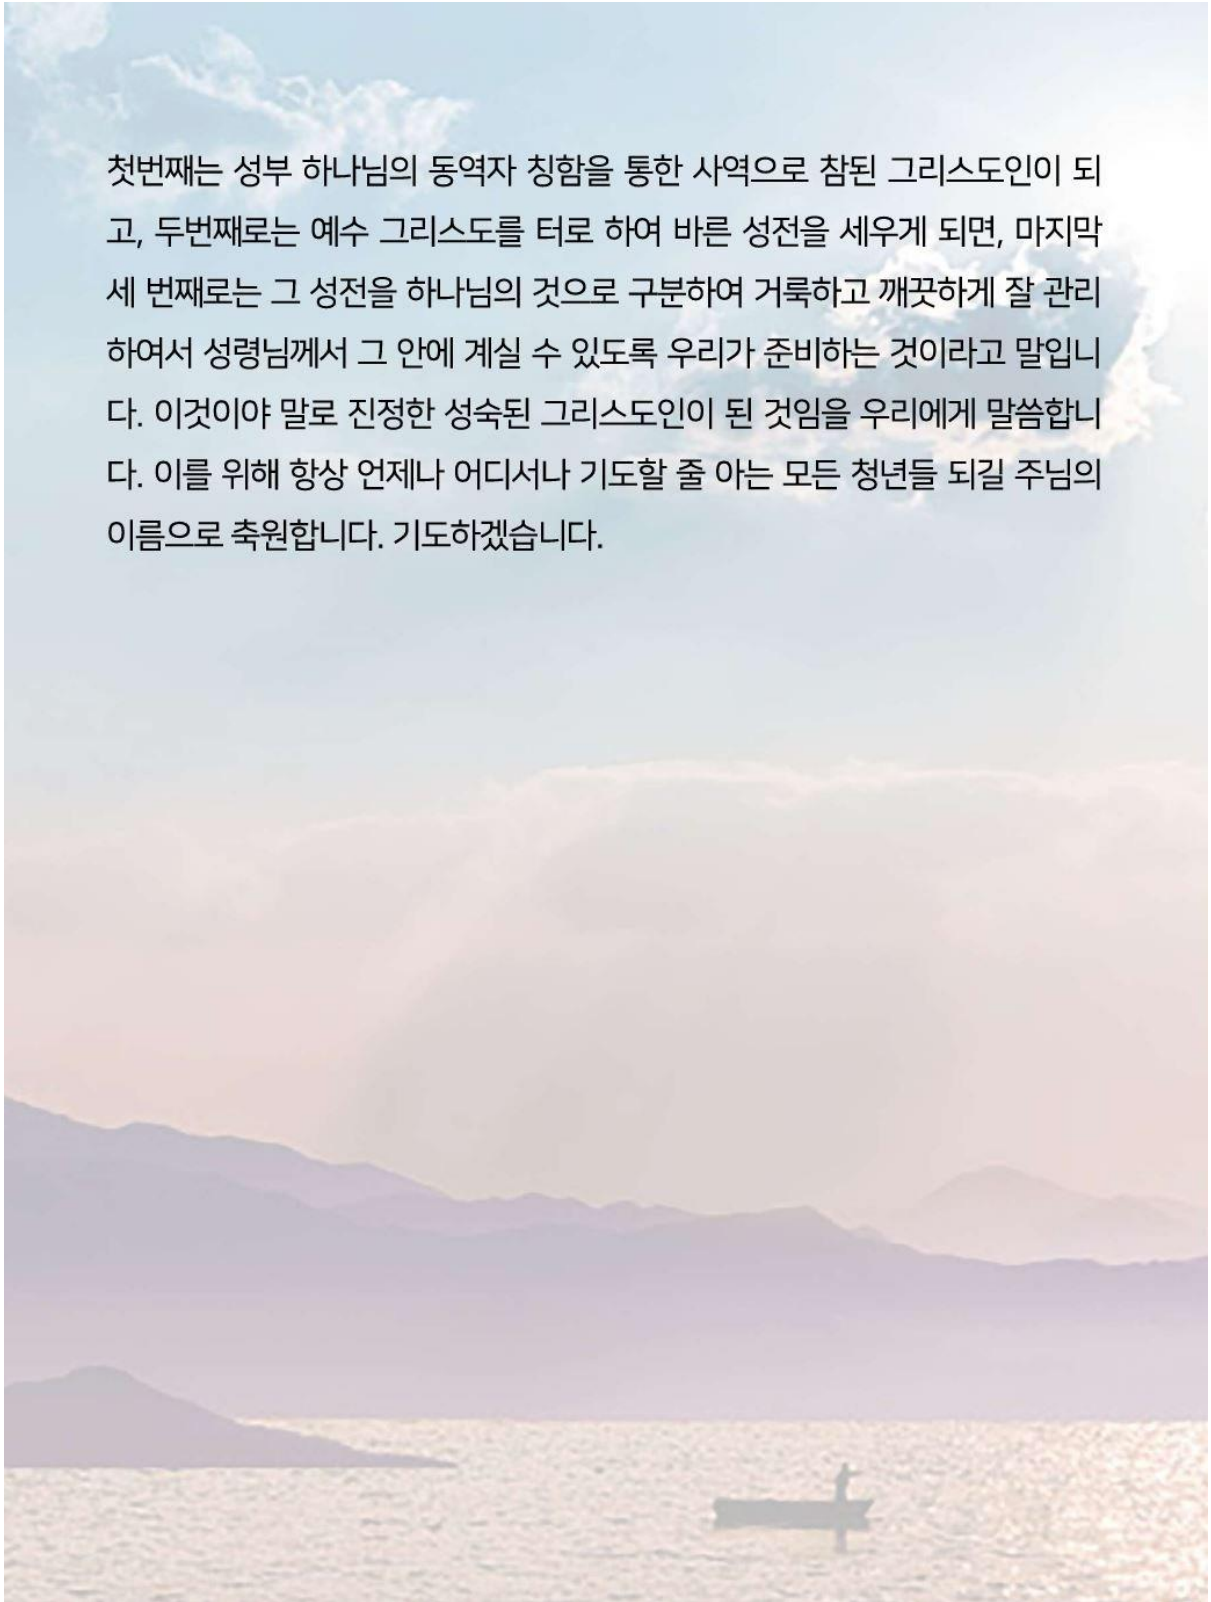 첫번째는 성부 하나님의 동역자 칭함을 통한 사역으로 참된 그리스도인이 되
고, 두번째로는 예수 그리스도를 터로 하여 바른 성전을 세우게 되면, 마지막
세 번째로는 그 성전을 하나님의 것으로 구분하여 거룩하고 깨끗하게 잘 관리
하여서 성령님께서 그 안에 계실 수 있도록 우리가 준비하는 것이라고 말입니
다. 이것이야 말로 진정한 성숙된 그리스도인이 된 것임을 우리에게 말씀합니
다. 이를 위해 항상 언제나 어디서나 기도할 줄 아는 모든 청년들 되길 주님의
이름으로 축원합니다. 기도하겠습니다.